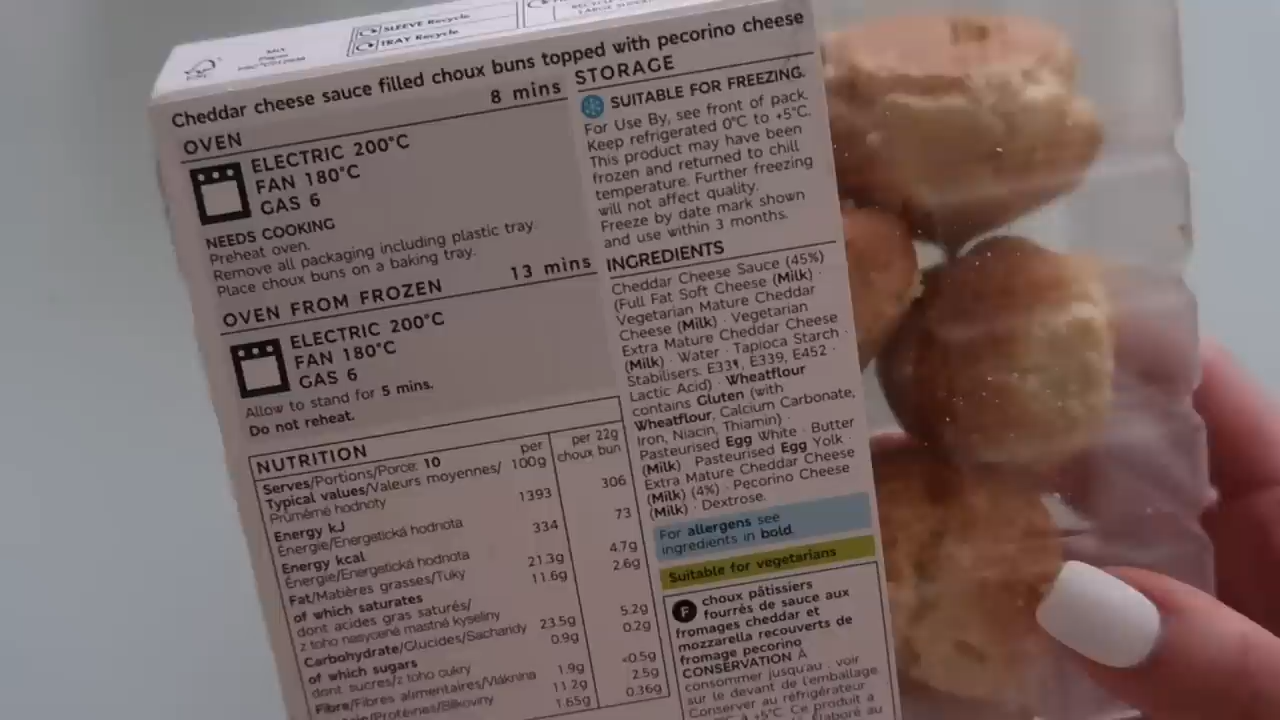 SLEEVE Recycle
TRAY Recycle
FSC
MIX
Paper
Cheddar cheese sauce filled choux buns topped with pecorino cheese
OVEN 8 mins
ELECTRIC 200°C
FAN 180°C
GAS 6
NEEDS COOKING
Preheat oven.
Remove all packaging including plastic tray.
Place choux buns on a baking tray.
OVEN FROM FROZEN 13 mins
ELECTRIC 200°C
FAN 180°C
GAS 6
Allow to stand for 5 mins.
Do not reheat.
NUTRITION
Serves/Portions/Porce: 10
Typical values/Valeurs moyennes/ per per 22g
Průměrné hodnoty 100g choux bun
Energy kJ 1393 306
Énergie/Energetická hodnota
Energy kcal 334 73
Énergie/Energetická hodnota
Fat/Matières grasses/Tuky 21.3g 4.7g
of which saturates 11.6g 2.6g
dont acides gras saturés/
z toho nasycené mastné kyseliny
Carbohydrate/Glucides/Sacharidy 23.5g 5.2g
of which sugars 0.9g 0.2g
dont sucres/z toho cukry
Fibre/Fibres alimentaires/Vláknina 1.9g <0.5g
/Protéines/Bílkoviny 11.2g 2.5g
1.65g 0.36g
STORAGE
SUITABLE FOR FREEZING.
For Use By, see front of pack.
Keep refrigerated 0°C to +5°C.
This product may have been
frozen and returned to chill
temperature. Further freezing
will not affect quality.
Freeze by date mark shown
and use within 3 months.
INGREDIENTS
Cheddar Cheese Sauce (45%)
(Full Fat Soft Cheese (Milk) ·
Vegetarian Mature Cheddar
Cheese (Milk) · Vegetarian
Extra Mature Cheddar Cheese
(Milk) · Water · Tapioca Starch ·
Stabilisers: E331, E339, E452 ·
Lactic Acid) · Wheatflour
contains Gluten (with
Wheatflour, Calcium Carbonate,
Iron, Niacin, Thiamin) ·
Pasteurised Egg White · Butter
(Milk) · Pasteurised Egg Yolk ·
Extra Mature Cheddar Cheese
(Milk) (4%) · Pecorino Cheese
(Milk) · Dextrose.
For allergens see
ingredients in bold.
Suitable for vegetarians
F choux pâtissiers
fourrés de sauce aux
fromages cheddar et
mozzarella recouverts de
fromage pecorino
CONSERVATION À
consommer jusqu'au : voir
sur le devant de l'emballage
Conserver au réfrigérateur
à +5°C. Ce produit a
au